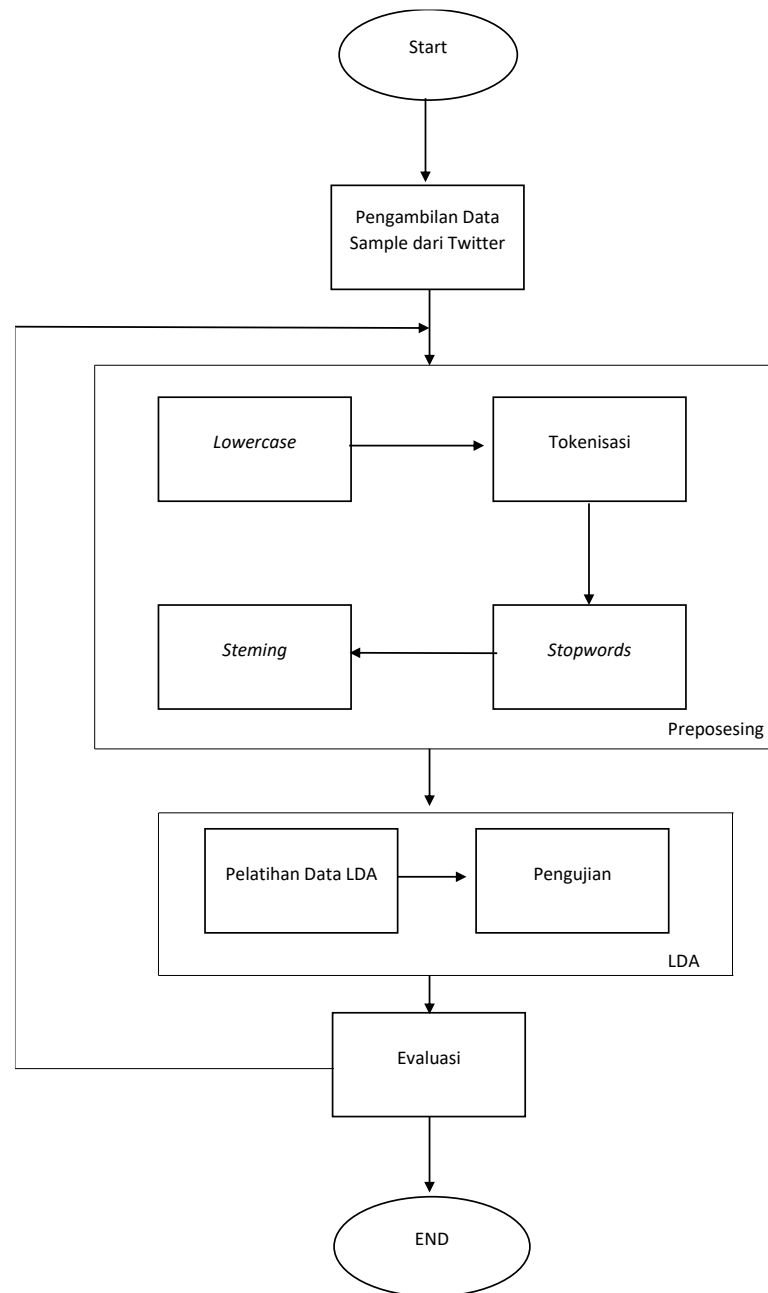 Start
Pengambilan Data
Sample dari Twitter
Lowercase
Tokenisasi
Steming
Stopwords
Preposesing
Pelatihan Data LDA
Pengujian
LDA
Evaluasi
END